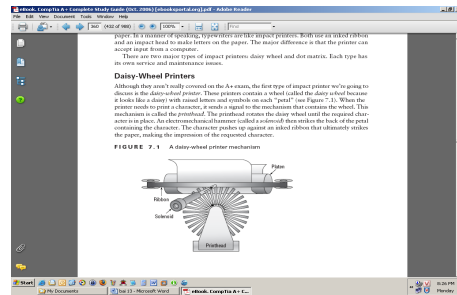 eBook. CompTia A+ Complete Study Guide (Oct. 2006) [ebooksportal.org].pdf - Adobe Reader
File Edit View Document Tools Window Help
360 (432 of 988) 100% Find
paper. In a manner of speaking, typewriters are like impact printers. Both use an inked ribbon
and an impact head to make letters on the paper. The major difference is that the printer can
accept input from a computer.
There are two major types of impact printers: daisy wheel and dot matrix. Each type has
its own service and maintenance issues.
Daisy-Wheel Printers
Although they aren't really covered on the A+ exam, the first type of impact printer we're going to
discuss is the daisy-wheel printer. These printers contain a wheel (called the daisy wheel because
it looks like a daisy) with raised letters and symbols on each "petal" (see Figure 7.1). When the
printer needs to print a character, it sends a signal to the mechanism that contains the wheel. This
mechanism is called the printhead. The printhead rotates the daisy wheel until the required char-
acter is in place. An electromechanical hammer (called a solenoid) then strikes the back of the petal
containing the character. The character pushes up against an inked ribbon that ultimately strikes
the paper, making the impression of the requested character.
FIGURE 7.1 A daisy-wheel printer mechanism
Platen
Ribbon
Solenoid
Printhead
Start
8:26 PM
My Documents bai 13 - Microsoft Word eBook. CompTia A+ C...
Monday